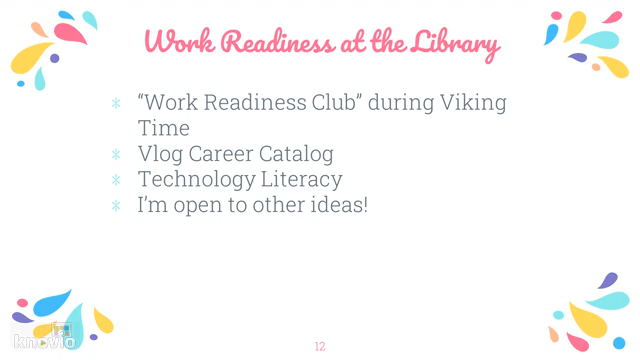 Work Readiness at the Library
* “Work Readiness Club” during Viking
Time
* Vlog Career Catalog
* Technology Literacy
* I’m open to other ideas!
knovio
12